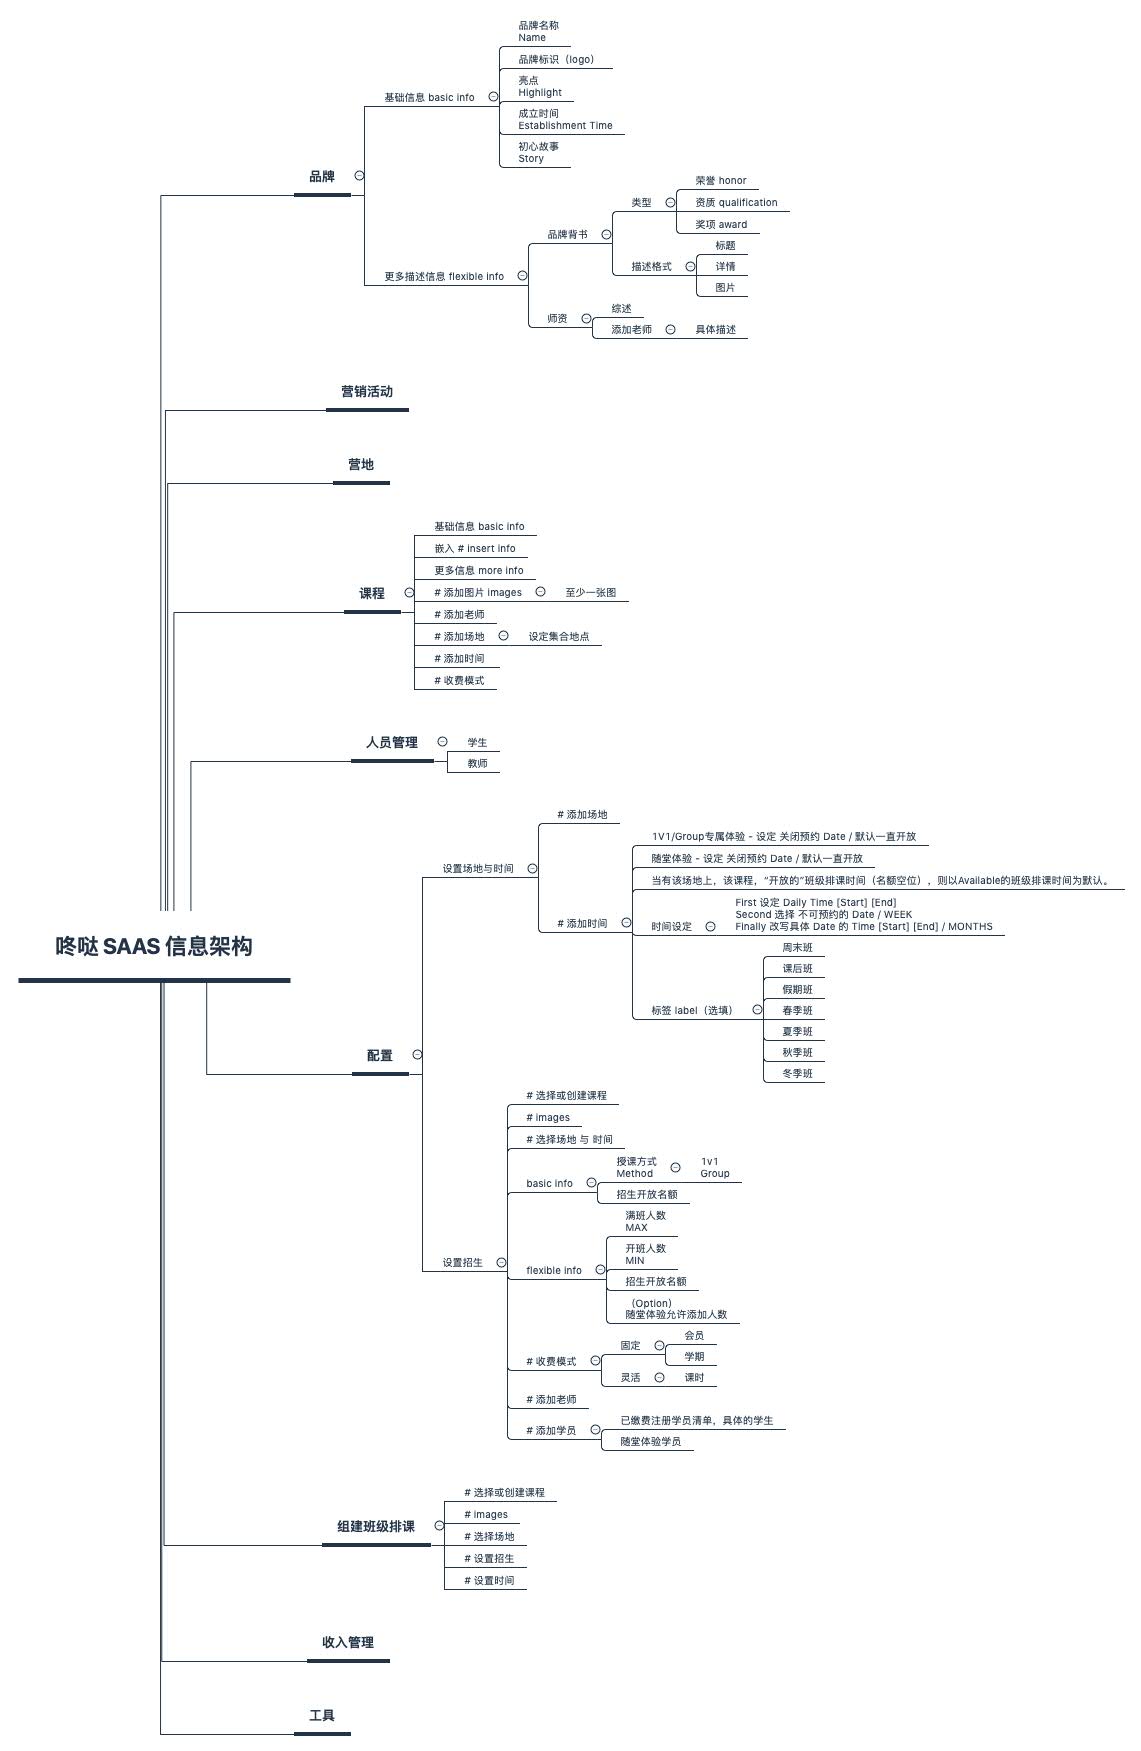 品牌名称
Name
品牌标识（logo）
亮点
Highlight
基础信息 basic info
成立时间
Establishment Time
初心故事
Story
品牌
荣誉 honor
类型
资质 qualification
奖项 award
品牌背书
标题
描述格式
详情
图片
更多描述信息 flexible info
综述
师资
添加老师
具体描述
营销活动
营地
基础信息 basic info
嵌入 # insert info
更多信息 more info
课程
# 添加图片 images
至少一张图
# 添加老师
# 添加场地
设定集合地点
# 添加时间
# 收费模式
人员管理
学生
教师
# 添加场地
1V1/Group专属体验 - 设定 关闭预约 Date / 默认一直开放
设置场地与时间
随堂体验 - 设定 关闭预约 Date / 默认一直开放
当有该场地上，该课程，“开放的”班级排课时间（名额空位），则以Available的班级排课时间为默认。
# 添加时间
时间设定
First 设定 Daily Time [Start] [End]
Second 选择 不可预约的 Date / WEEK
Finally 改写具体 Date 的 Time [Start] [End] / MONTHS
咚哒 SAAS 信息架构
周末班
课后班
假期班
标签 label（选填）
春季班
夏季班
秋季班
冬季班
配置
# 选择或创建课程
# images
# 选择场地 与 时间
basic info
授课方式
Method
1v1
Group
招生开放名额
满班人数
MAX
开班人数
MIN
设置招生
flexible info
招生开放名额
（Option）
随堂体验允许添加人数
# 收费模式
固定
会员
学期
灵活
课时
# 添加老师
# 添加学员
已缴费注册学员清单，具体的学生
随堂体验学员
# 选择或创建课程
# images
组建班级排课
# 选择场地
# 设置招生
# 设置时间
收入管理
工具